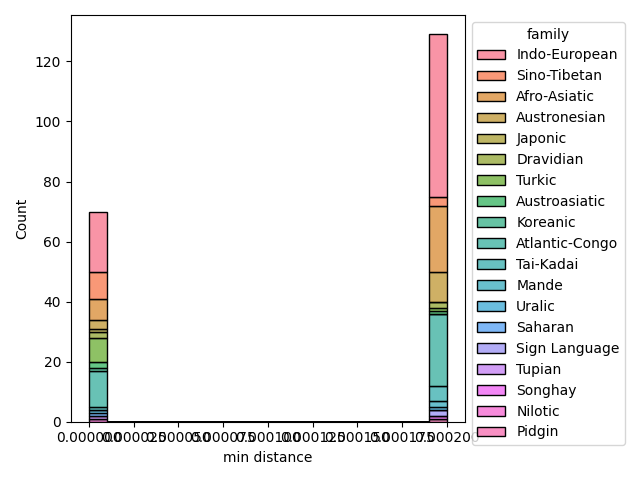 family
Indo-European
Sino-Tibetan
Afro-Asiatic
Austronesian
Japonic
Dravidian
Turkic
Austroasiatic
Koreanic
Atlantic-Congo
Tai-Kadai
Mande
Uralic
Saharan
Sign Language
Tupian
Songhay
Nilotic
Pidgin
Count
120
100
80
60
40
20
0
min distance